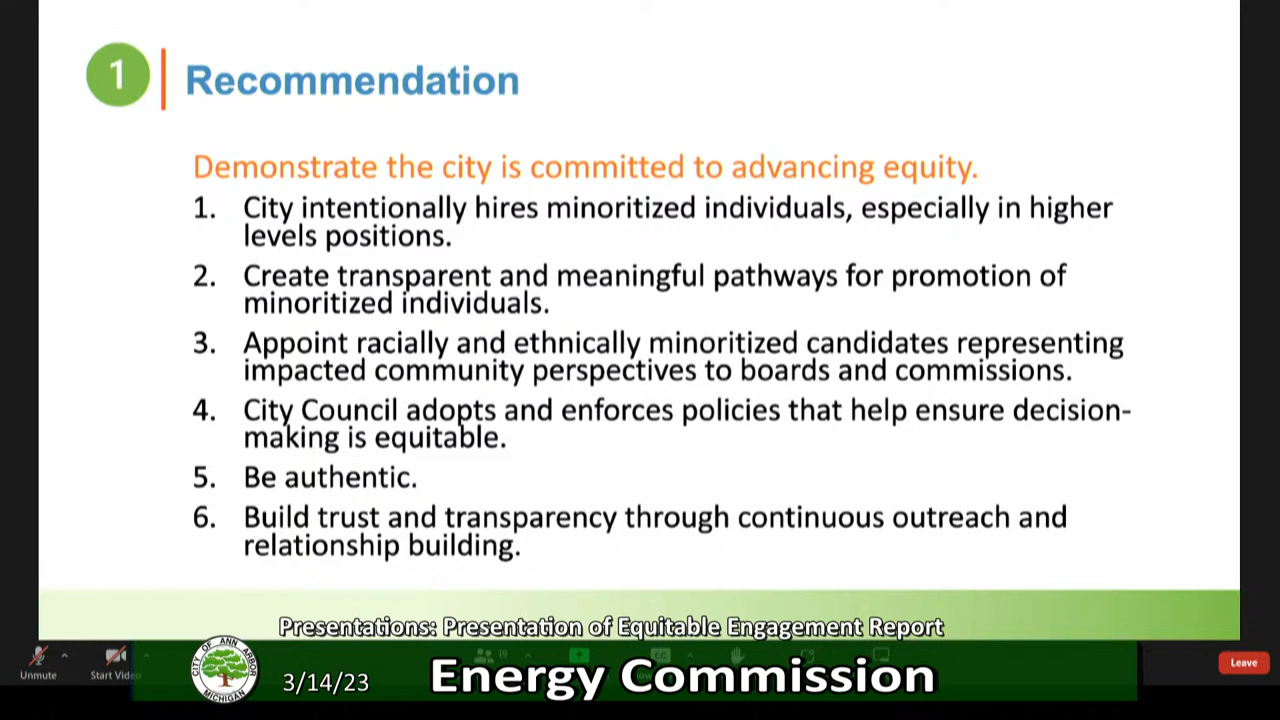 1
Recommendation
Demonstrate the city is committed to advancing equity.
1. City intentionally hires minoritized individuals, especially in higher
levels positions.
2. Create transparent and meaningful pathways for promotion of
minoritized individuals.
3. Appoint racially and ethnically minoritized candidates representing
impacted community perspectives to boards and commissions.
4. City Council adopts and enforces policies that help ensure decision-
making is equitable.
5. Be authentic.
6. Build trust and transparency through continuous outreach and
relationship building.
Presentations: Presentation of Equitable Engagement Report
CITY OF ANN ARBOR
MICHIGAN
3/14/23
Energy Commission
Unmute
Start Video
19
CC
Leave